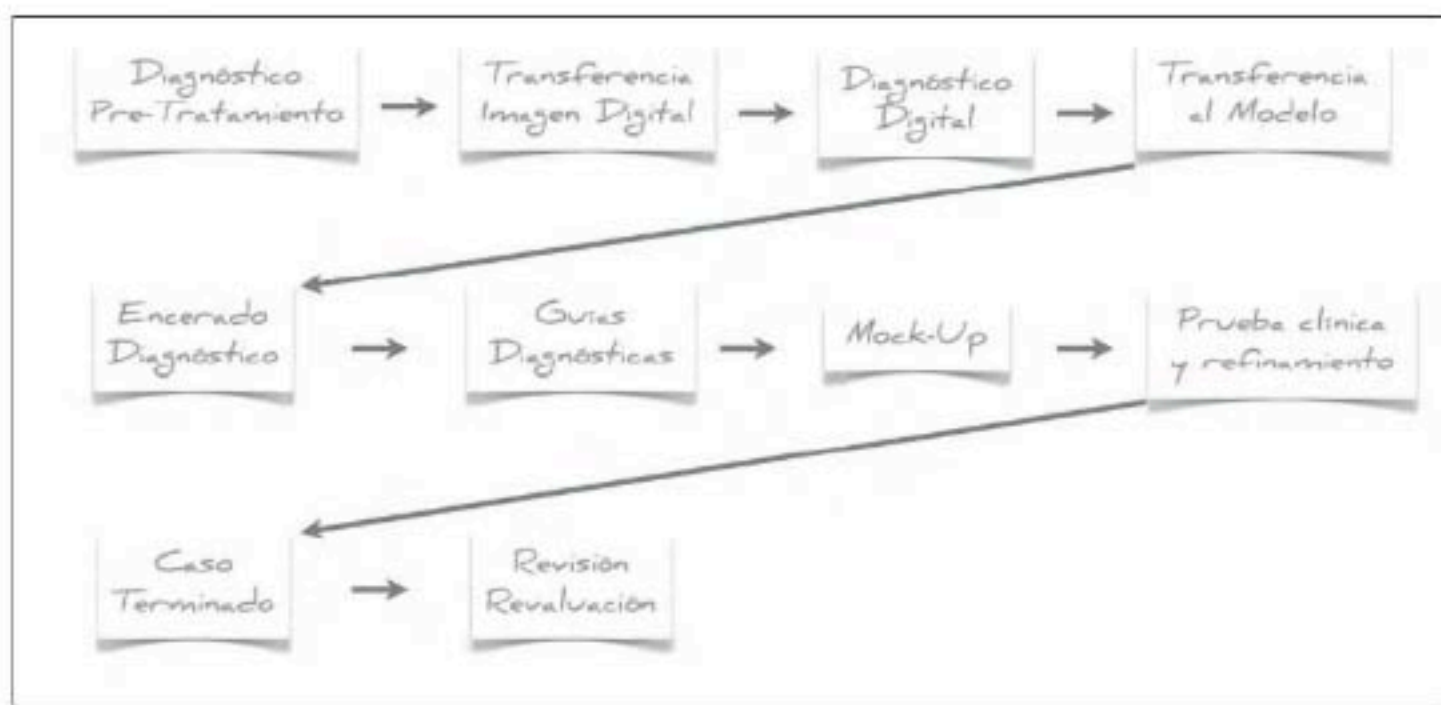 Diagnóstico
Pre-Tratamiento
Transferencia
Imagen Digital
Diagnóstico
Digital
Transferencia
al Modelo
Encerado
Diagnóstico
Guías
Diagnósticas
Mock-Up
Prueba clínica
y refinamiento
Caso
Terminado
Revisión
Revaluación